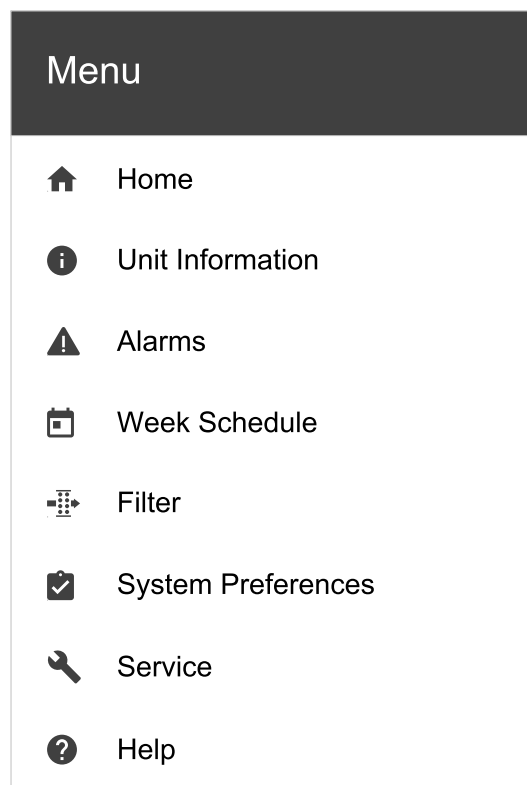 Menu
Home
Unit Information
Alarms
Week Schedule
Filter
System Preferences
Service
Help